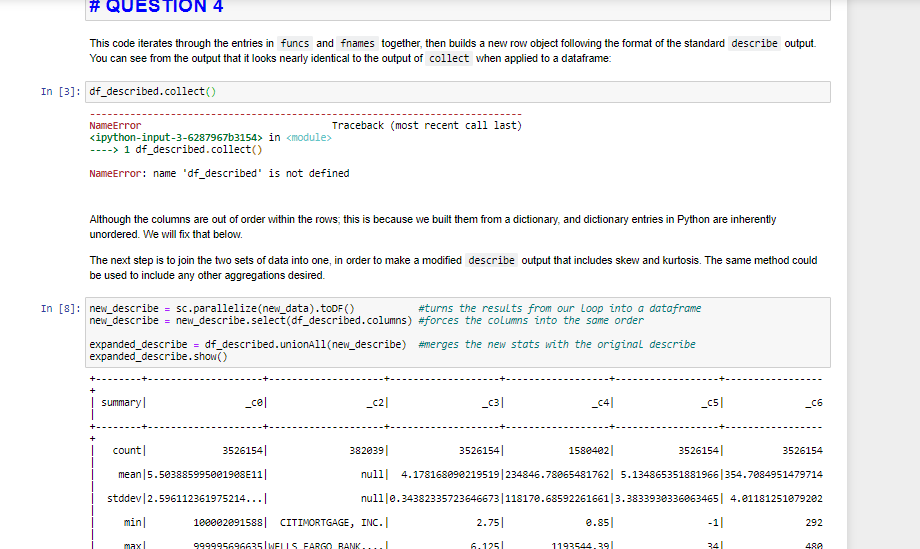 # QUESTION 4
This code iterates through the entries in funcs and fnames together, then builds a new row object following the format of the standard describe output.
You can see from the output that it looks nearly identical to the output of collect when applied to a dataframe:
In [3]: df_described.collect()
---------------------------------------------------------------------------
NameError                                 Traceback (most recent call last)
<ipython-input-3-6287967b3154> in <module>
----> 1 df_described.collect()
NameError: name 'df_described' is not defined
Although the columns are out of order within the rows; this is because we built them from a dictionary, and dictionary entries in Python are inherently
unordered. We will fix that below.
The next step is to join the two sets of data into one, in order to make a modified describe output that includes skew and kurtosis. The same method could
be used to include any other aggregations desired.
In [8]: new_describe = sc.parallelize(new_data).toDF() #turns the results from our loop into a dataframe
new_describe = new_describe.select(df_described.columns) #forces the columns into the same order
expanded_describe = df_described.unionAll(new_describe) #merges the new stats with the original describe
expanded_describe.show()
+--------+--------------------+--------------------+-------------------+------------------+-------------------+------------------
+
| summary| _c0| _c2| _c3| _c4| _c5| _c6
|
+--------+--------------------+--------------------+-------------------+------------------+-------------------+------------------
+
| count| 3526154| 382039| 3526154| 1580402| 3526154| 3526154
| mean|5.503885995001908E11| null| 4.178168090219519|234846.78065481762| 5.134865351881966|354.7084951479714
| stddev|2.596112361975214...| null|0.34382335723646673|118170.68592261661|3.3833930336063465| 4.01181251079202
| min| 100002091588| CITIMORTGAGE, INC.| 2.75| 0.85| -1| 292
| max| 999995696635|WELLS FARGO BANK,...| 6.125| 1193544.39| 34| 480